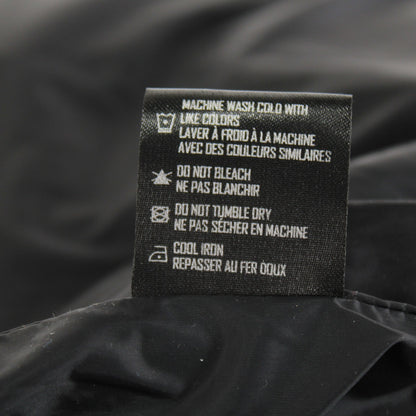 MACHINE WASH COLD WITH
LIKE COLORS
LAVER À FROID À LA MACHINE
AVEC DES COULEURS SIMILAIRES
DO NOT BLEACH
NE PAS BLANCHIR
DO NOT TUMBLE DRY
NE PAS SÉCHER EN MACHINE
COOL IRON
REPASSER AU FER DOUX